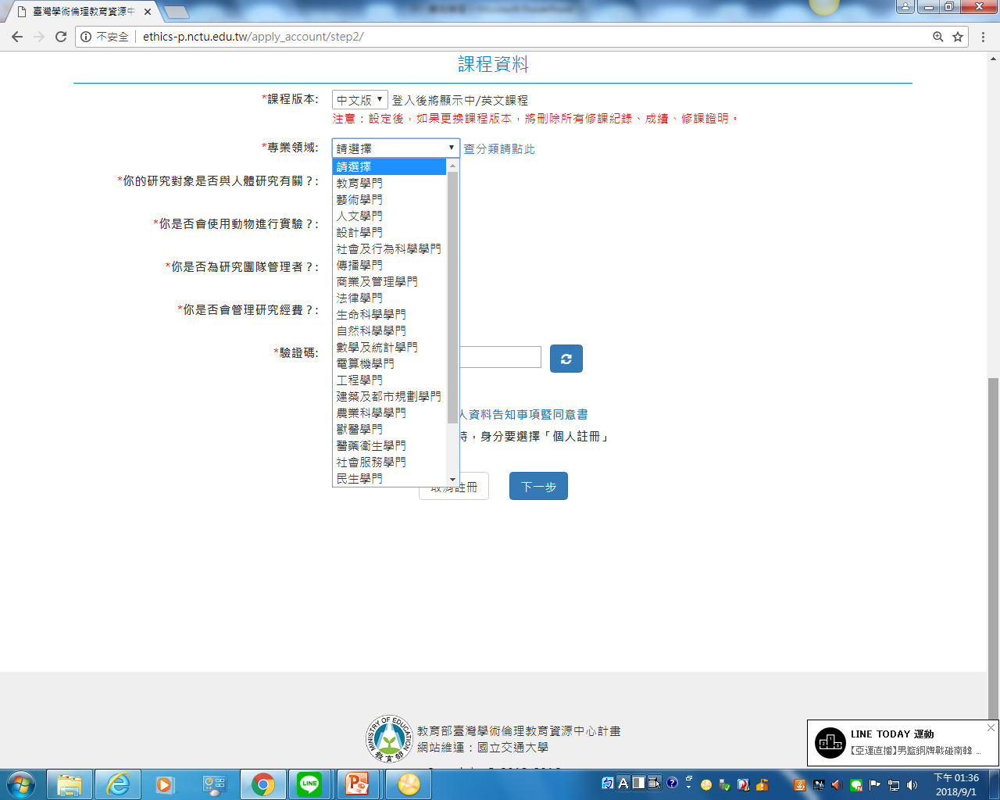 臺灣學術倫理教育資源中
不安全 ethics-p.nctu.edu.tw/apply_account/step2/
課程資料
*課程版本: 中文版 登入後將顯示中/英文課程
注意：設定後，如果更換課程版本，將刪除所有修課紀錄、成績、修課證明。
*專業領域: 請選擇 查分類請點此
請選擇
教育學門
*你的研究對象是否與人體研究有關？:
藝術學門
人文學門
*你是否會使用動物進行實驗？:
設計學門
社會及行為科學學門
*你是否為研究團隊管理者？:
傳播學門
商業及管理學門
法律學門
*你是否會管理研究經費？:
生命科學學門
自然科學學門
數學及統計學門
*驗證碼:
電算機學門
工程學門
建築及都市規劃學門
農業科學學門
人資料告知事項暨同意書
獸醫學門
時，身分要選擇「個人註冊」
醫藥衛生學門
社會服務學門
民生學門
取消註冊 下一步
教育部臺灣學術倫理教育資源中心計畫
網站維運：國立交通大學
MINISTRY OF EDUCATION
教育部
LINE TODAY 運動
【亞運直播】男籃銅牌戰碰南韓 ...
LINE
下午 01:36
2018/9/1